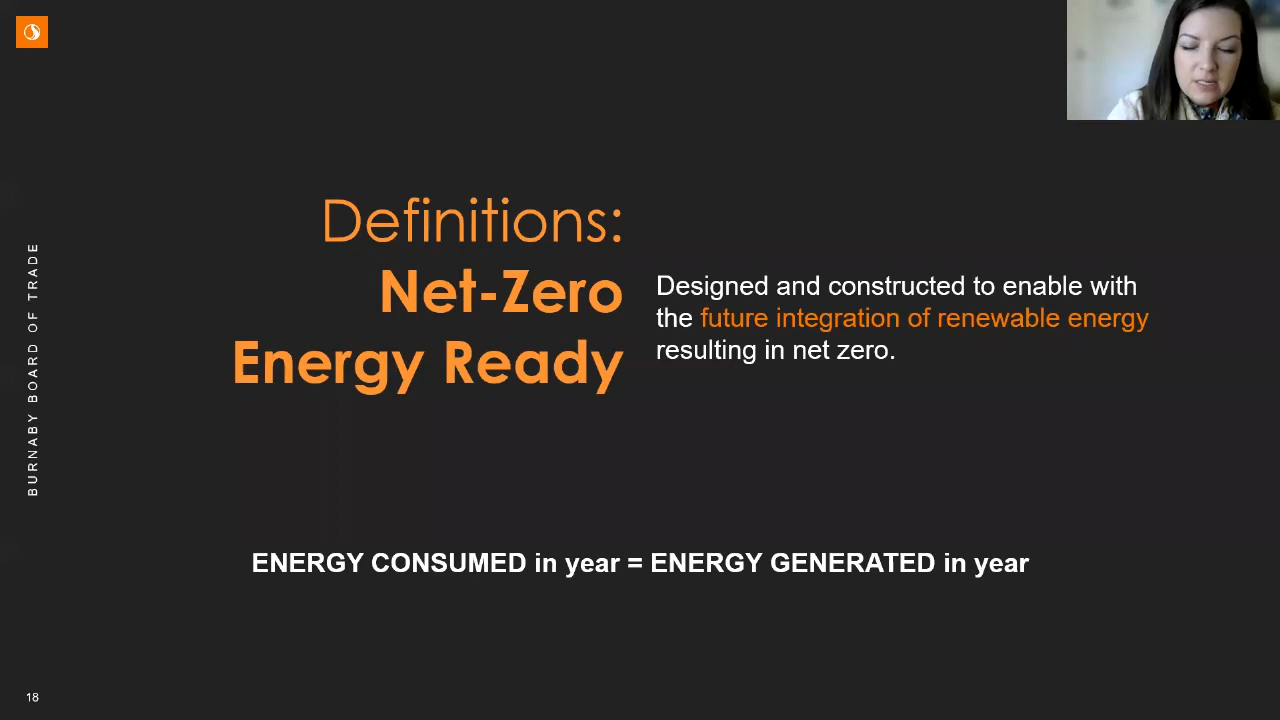 BURNABY BOARD OF TRADE
Definitions:
Net-Zero
Energy Ready
Designed and constructed to enable with
the future integration of renewable energy
resulting in net zero.
ENERGY CONSUMED in year = ENERGY GENERATED in year
18